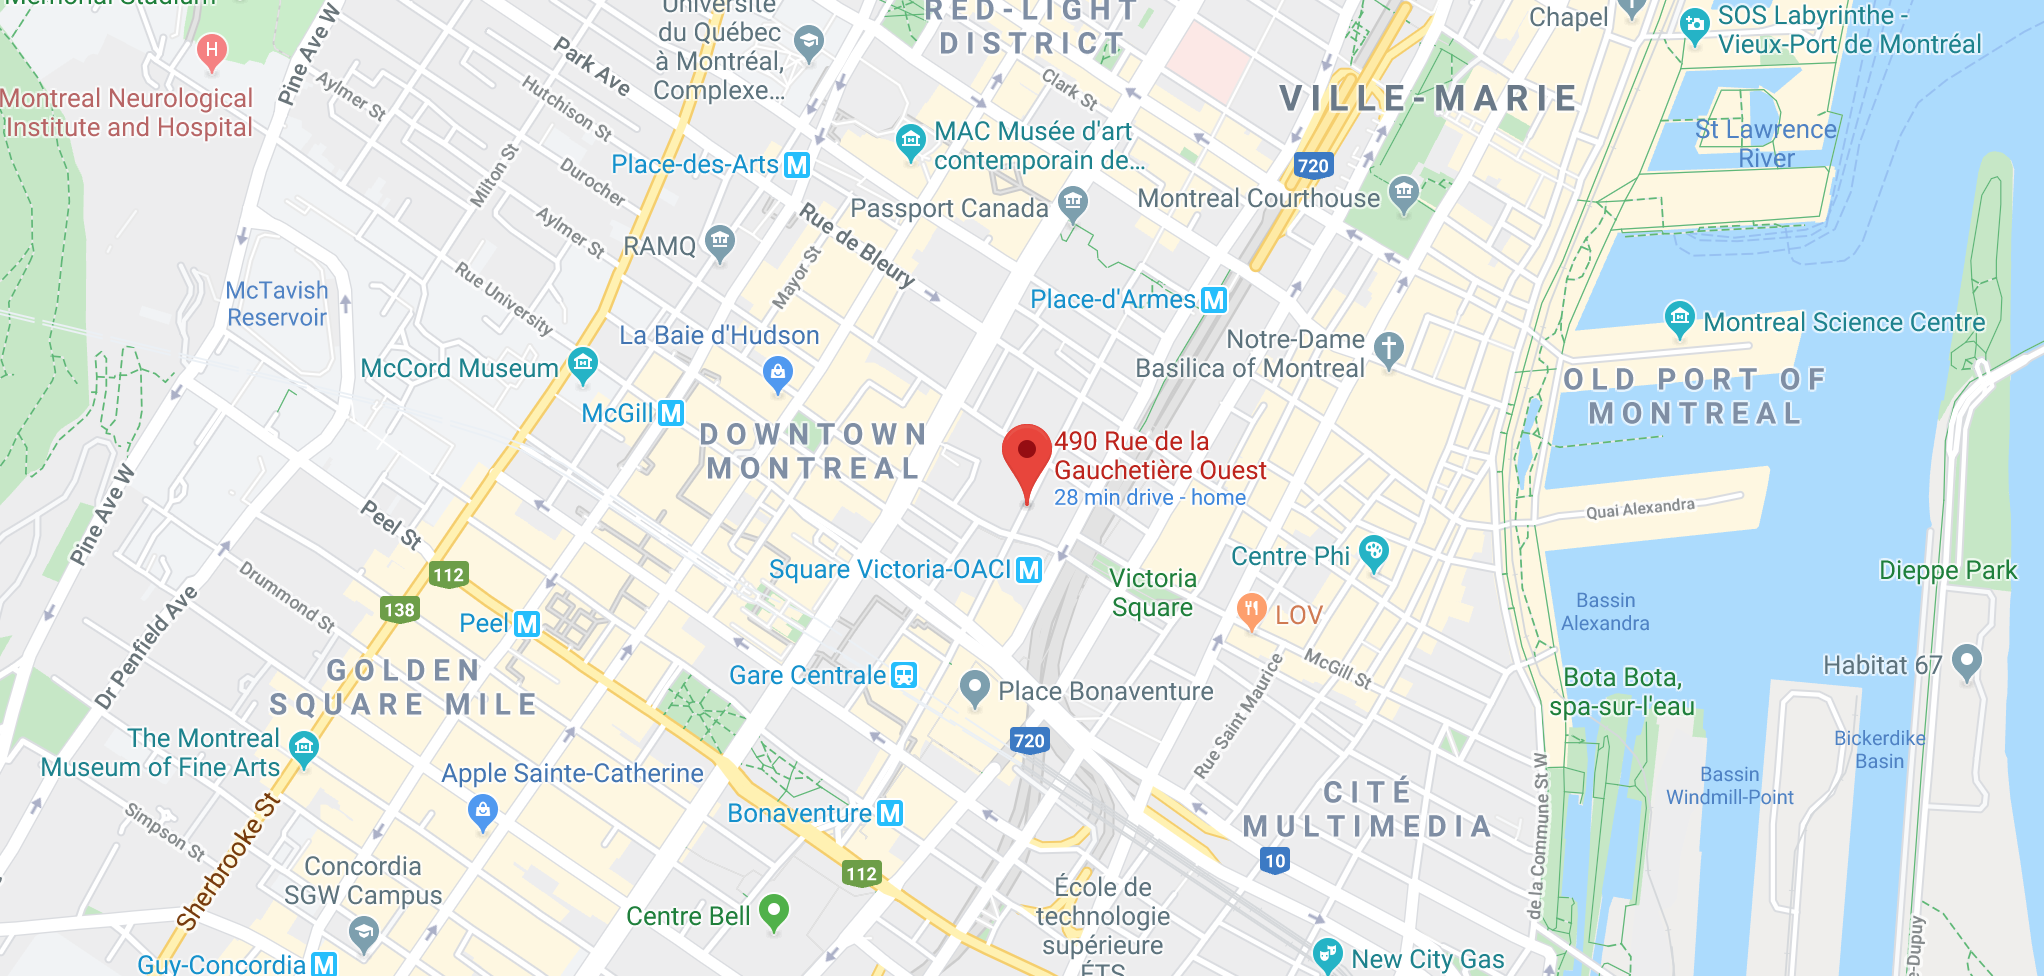 Memorial Stadium
Université
du Québec
à Montréal,
Complexe...
RED-LIGHT
DISTRICT
Chapel
SOS Labyrinthe -
Vieux-Port de Montréal
H
Montreal Neurological
Institute and Hospital
Pine Ave W
Aylmer St
Park Ave
Hutchison St
Clark St
VILLE-MARIE
St Lawrence
River
MAC Musée d'art
contemporain de...
Place-des-Arts M
Milton St
Durocher
720
Montreal Courthouse
Passport Canada
Rue de Bleury
Aylmer St
RAMQ
Mayor St
Rue University
McTavish
Reservoir
Place-d'Armes M
La Baie d'Hudson
Notre-Dame
Basilica of Montreal
Montreal Science Centre
McCord Museum
McGill M
OLD PORT OF
MONTREAL
DOWNTOWN
MONTREAL
490 Rue de la
Gauchetière Ouest
28 min drive - home
Pine Ave W
Peel St
Quai Alexandra
Square Victoria-OACI M
Centre Phi
Victoria
Square
Dieppe Park
112
138
Drummond St
Dr Penfield Ave
Peel M
LOV
Bassin
Alexandra
GOLDEN
SQUARE MILE
Gare Centrale
Place Bonaventure
McGill St
Rue Saint Maurice
Habitat 67
Bota Bota,
spa-sur-l'eau
The Montreal
Museum of Fine Arts
720
Bickerdike
Basin
Apple Sainte-Catherine
Bassin
Windmill-Point
CITÉ
MULTIMEDIA
Bonaventure M
Simpson St
Sherbrooke St
de la Commune St W
10
112
Concordia
SGW Campus
École de
technologie
supérieure
ÉTS
Centre Bell
e-Dupuy
New City Gas
Guy-Concordia M